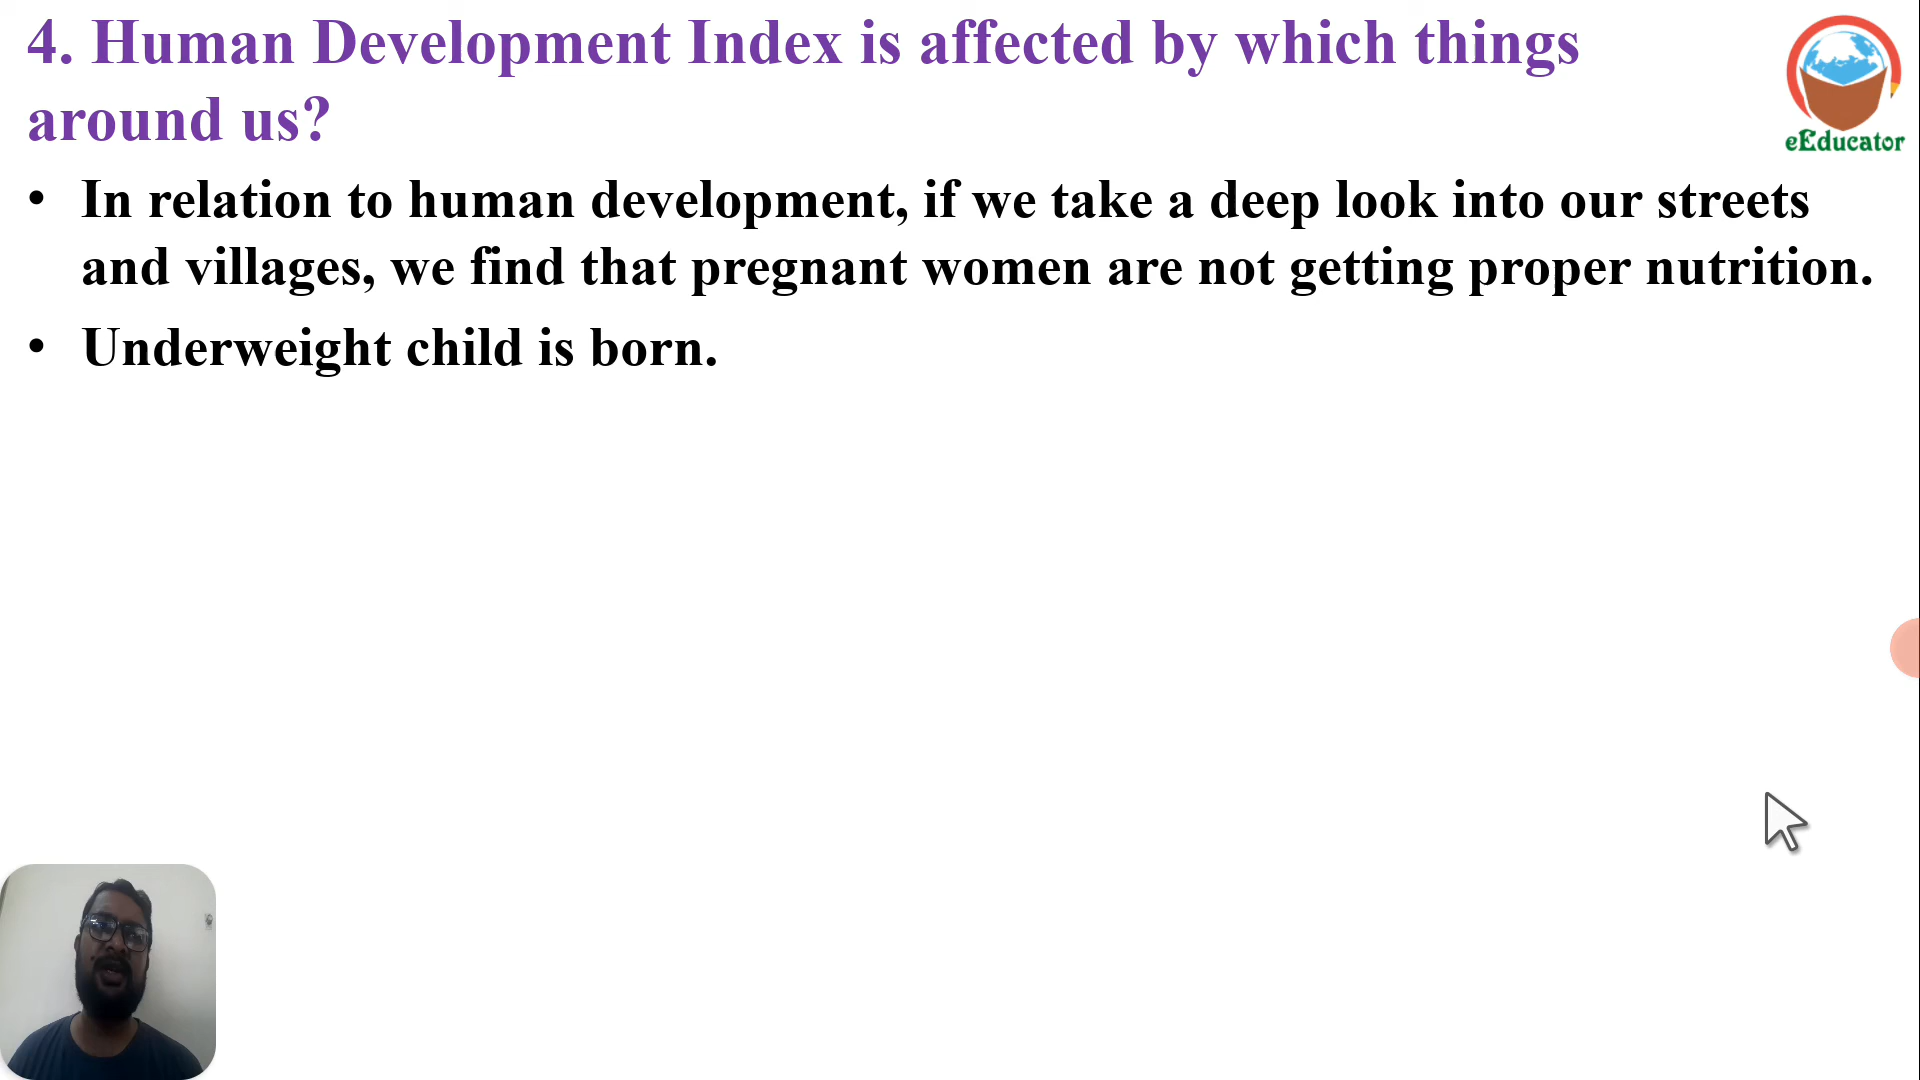 4. Human Development Index is affected by which things
around us?
eEducator
• In relation to human development, if we take a deep look into our streets
and villages, we find that pregnant women are not getting proper nutrition.
• Underweight child is born.